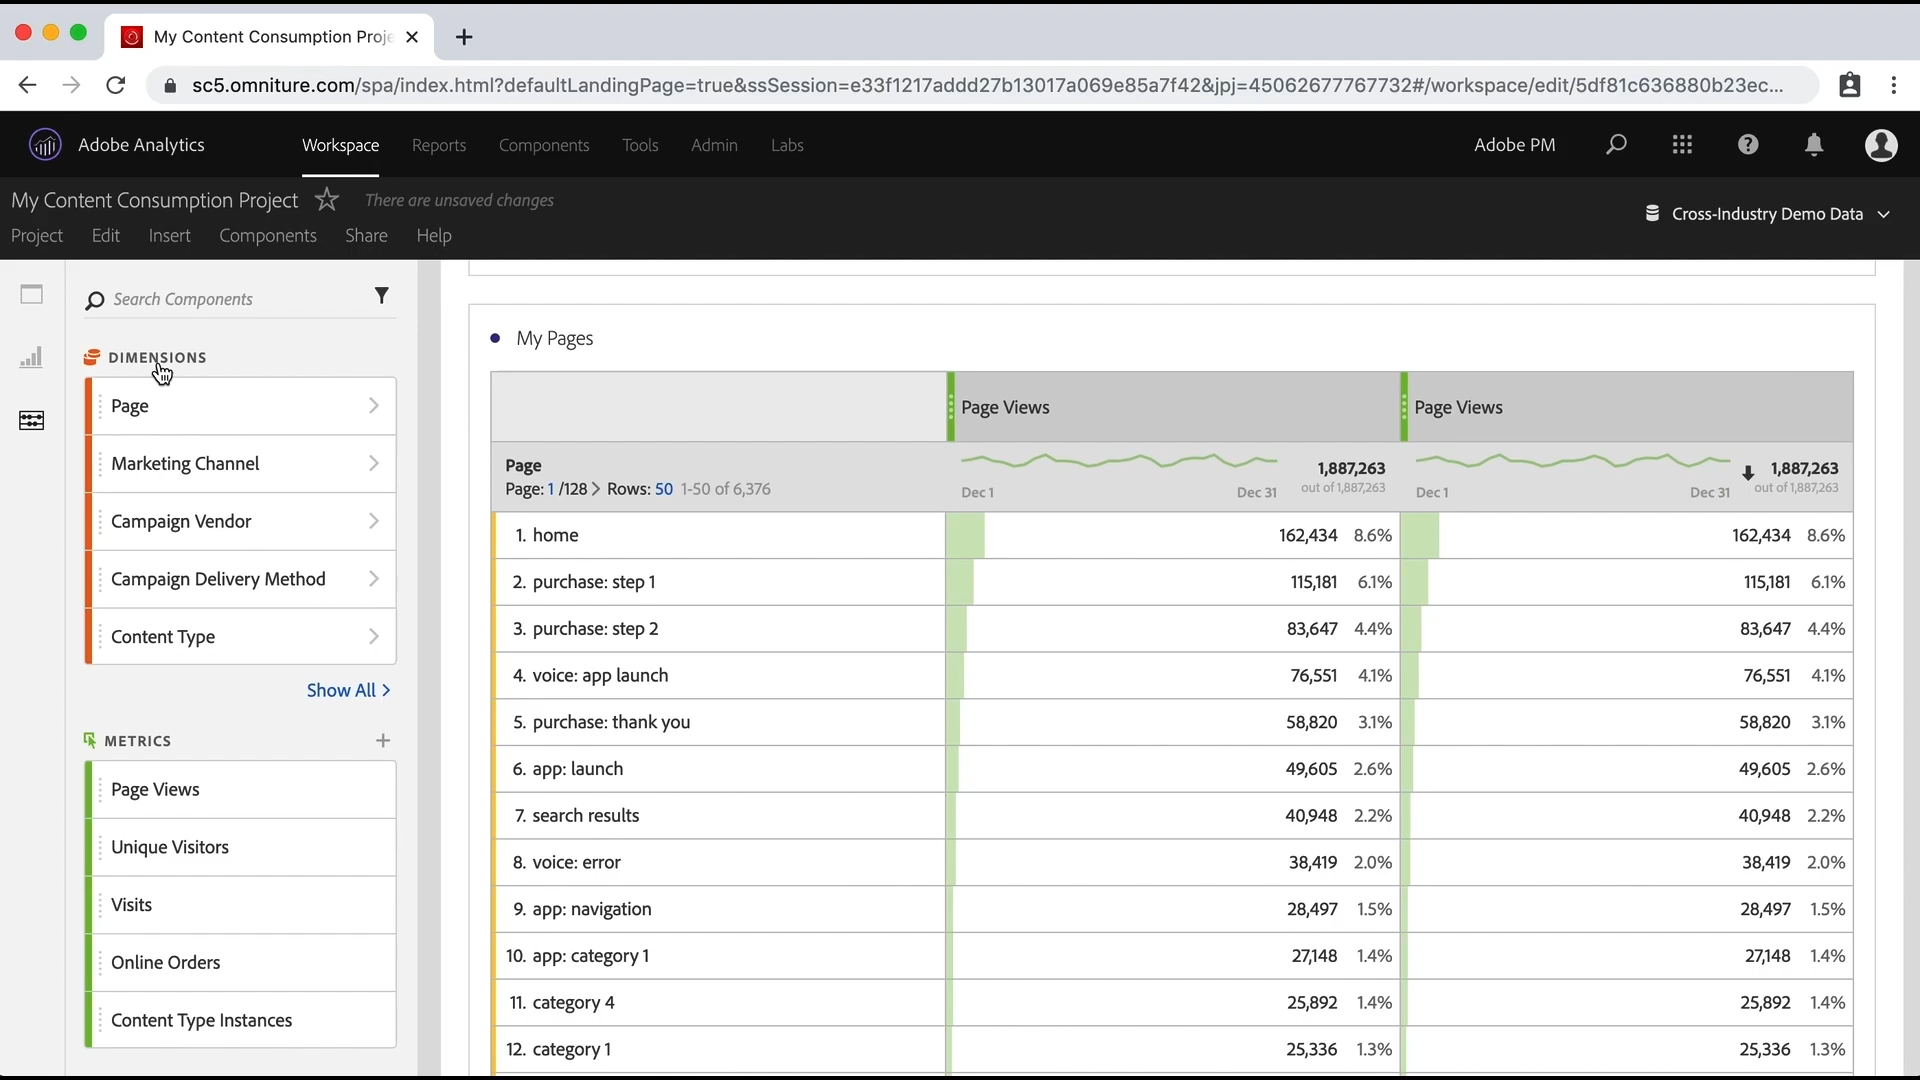 My Content Consumption Proje
sc5.omniture.com/spa/index.html?defaultLandingPage=true&ssSession=e33f1217addd27b13017a069e85a7f42&jpj=45062677767732#/workspace/edit/5df81c636880b23ec...
Adobe Analytics
Workspace Reports Components Tools Admin Labs
Adobe PM
My Content Consumption Project
There are unsaved changes
Cross-Industry Demo Data
Project Edit Insert Components Share Help
Search Components
DIMENSIONS
Page
Marketing Channel
Campaign Vendor
Campaign Delivery Method
Content Type
Show All
METRICS
Page Views
Unique Visitors
Visits
Online Orders
Content Type Instances
My Pages
Page Views Page Views
Page
Page: 1 /128 > Rows: 50 1-50 of 6,376
Dec 1 Dec 31 1,887,263 out of 1,887,263
Dec 1 Dec 31 1,887,263 out of 1,887,263
1. home 162,434 8.6% 162,434 8.6%
2. purchase: step 1 115,181 6.1% 115,181 6.1%
3. purchase: step 2 83,647 4.4% 83,647 4.4%
4. voice: app launch 76,551 4.1% 76,551 4.1%
5. purchase: thank you 58,820 3.1% 58,820 3.1%
6. app: launch 49,605 2.6% 49,605 2.6%
7. search results 40,948 2.2% 40,948 2.2%
8. voice: error 38,419 2.0% 38,419 2.0%
9. app: navigation 28,497 1.5% 28,497 1.5%
10. app: category 1 27,148 1.4% 27,148 1.4%
11. category 4 25,892 1.4% 25,892 1.4%
12. category 1 25,336 1.3% 25,336 1.3%